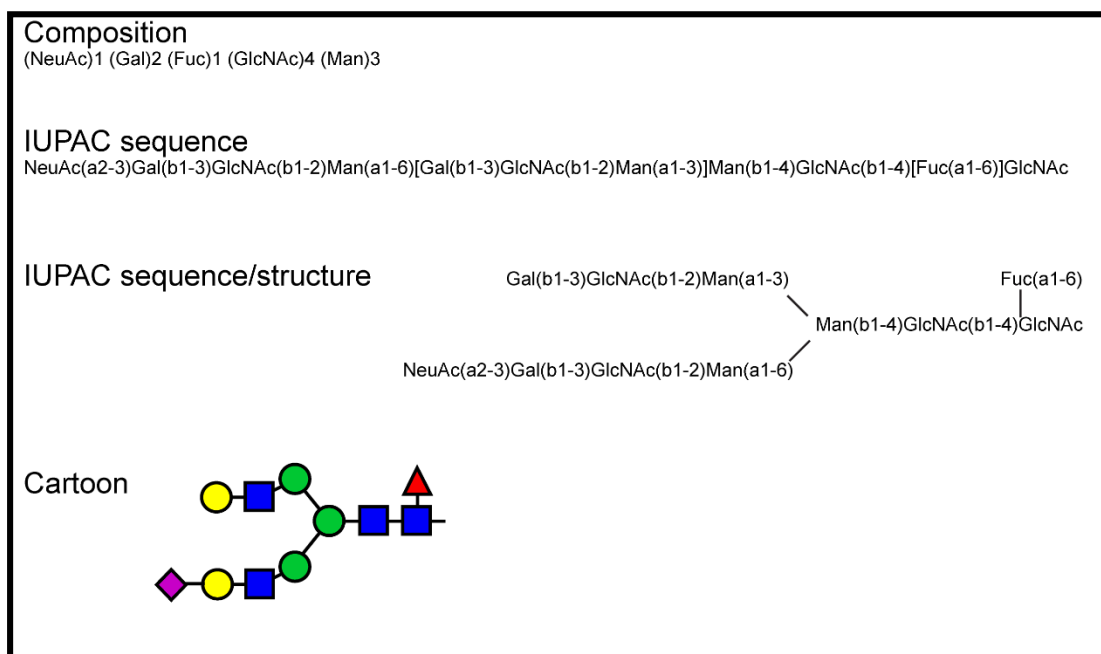 Composition
(NeuAc)1 (Gal)2 (Fuc)1 (GlcNAc)4 (Man)3
IUPAC sequence
NeuAc(a2-3)Gal(b1-3)GlcNAc(b1-2)Man(a1-6)[Gal(b1-3)GlcNAc(b1-2)Man(a1-3)]Man(b1-4)GlcNAc(b1-4)[Fuc(a1-6)]GlcNAc
IUPAC sequence/structure
Gal(b1-3)GlcNAc(b1-2)Man(a1-3)
Fuc(a1-6)
Man(b1-4)GlcNAc(b1-4)GlcNAc
NeuAc(a2-3)Gal(b1-3)GlcNAc(b1-2)Man(a1-6)
Cartoon